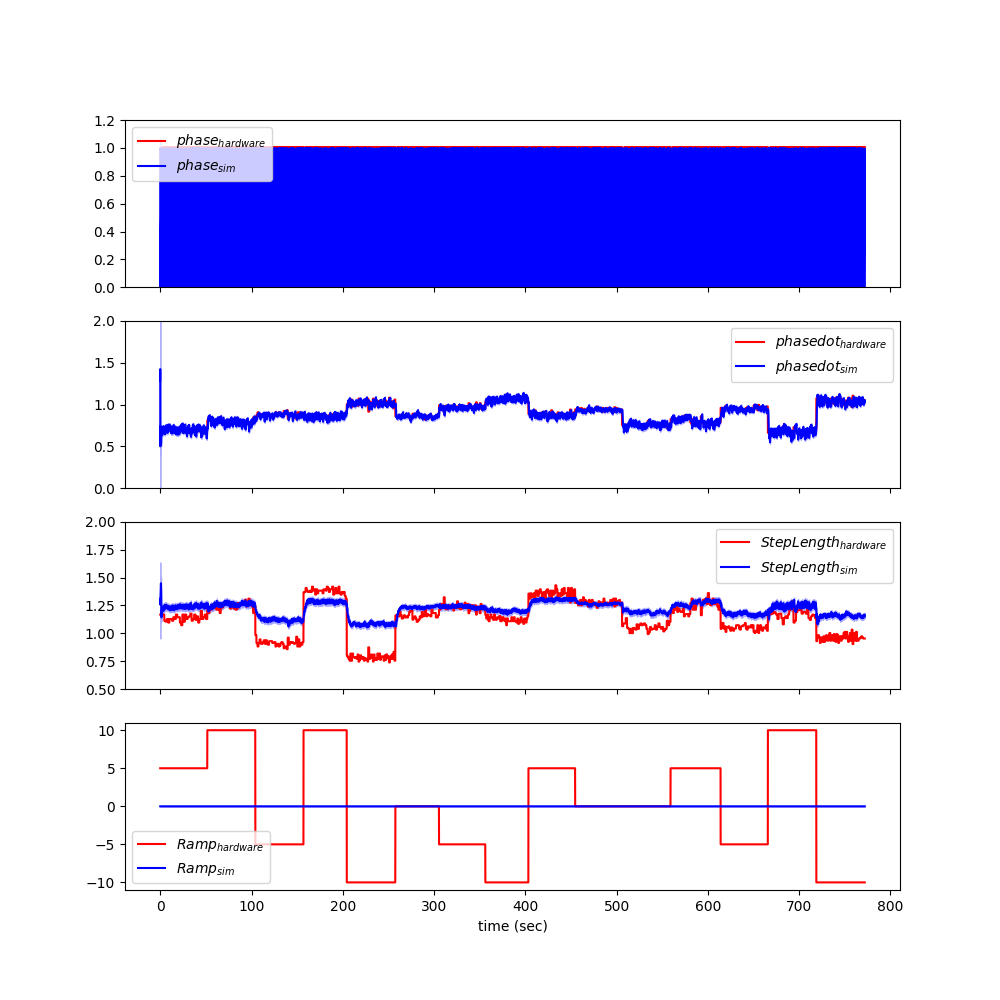 1.2
1.0
0.8
0.6
0.4
0.2
0.0
phase_hardware
phase_sim
2.0
1.5
1.0
0.5
0.0
phasedot_hardware
phasedot_sim
2.00
1.75
1.50
1.25
1.00
0.75
0.50
StepLength_hardware
StepLength_sim
10
5
0
−5
−10
Ramp_hardware
Ramp_sim
0 100 200 300 400 500 600 700 800
time (sec)